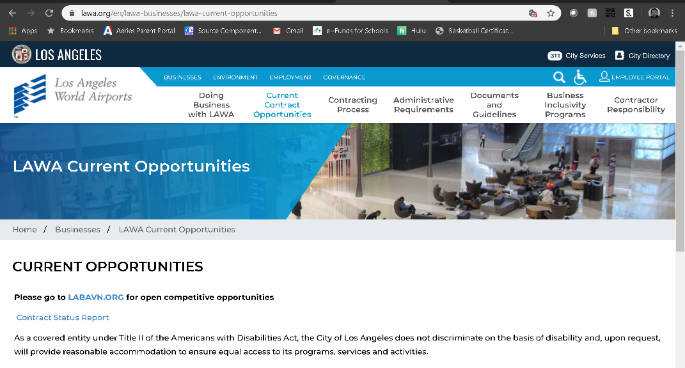 lawa.org/en/lawa-businesses/lawa-current-opportunities
Apps Bookmarks Aeries Parent Portal Source Component... Gmail e-Funds for Schools Hulu Basketball Certificac... Other bookmarks
LOS ANGELES 311 City Services City Directory
BUSINESSES ENVIRONMENT EMPLOYMENT GOVERNANCE EMPLOYEE PORTAL
Los Angeles
World Airports
Doing
Business
with LAWA
Current
Contract
Opportunities
Contracting
Process
Administrative
Requirements
Documents
and
Guidelines
Business
Inclusivity
Programs
Contractor
Responsibility
LAWA Current Opportunities
Home / Businesses / LAWA Current Opportunities
CURRENT OPPORTUNITIES
Please go to LABAVN.ORG for open competitive opportunities
Contract Status Report
As a covered entity under Title II of the Americans with Disabilities Act, the City of Los Angeles does not discriminate on the basis of disability and, upon request,
will provide reasonable accommodation to ensure equal access to its programs, services and activities.